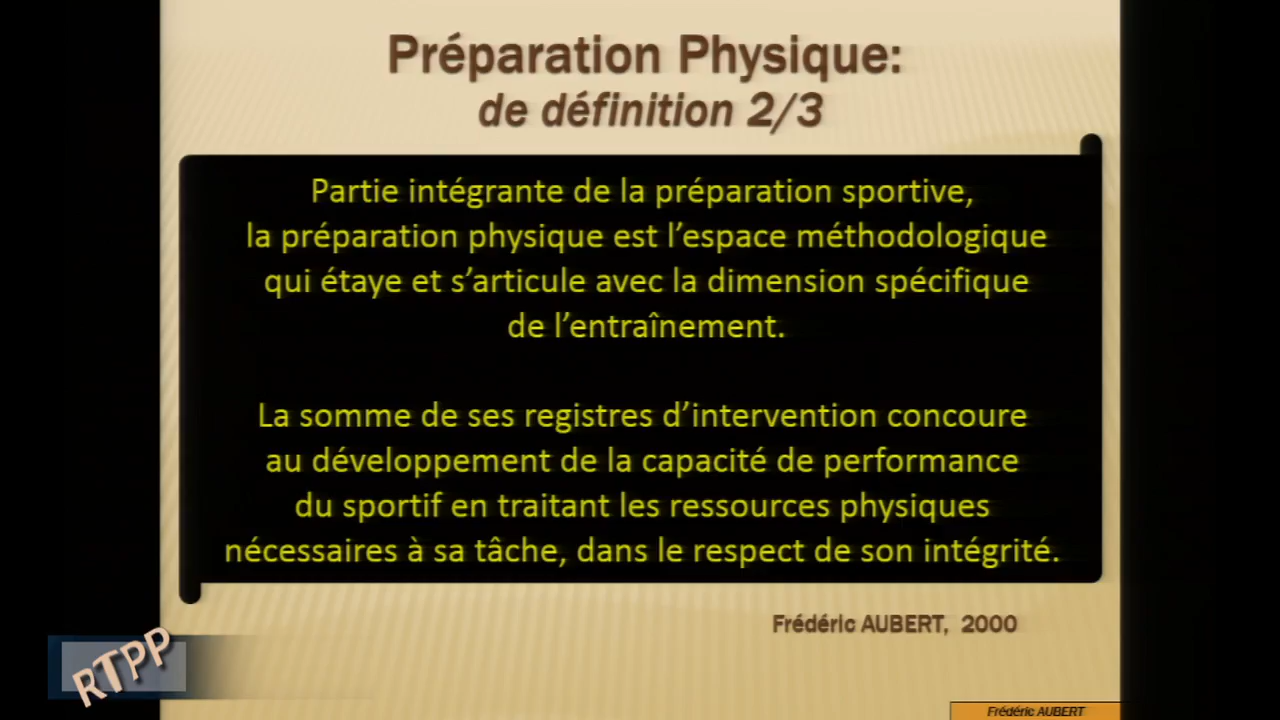 Préparation Physique:
de définition 2/3
Partie intégrante de la préparation sportive,
la préparation physique est l’espace méthodologique
qui étaye et s’articule avec la dimension spécifique
de l’entraînement.
La somme de ses registres d’intervention concoure
au développement de la capacité de performance
du sportif en traitant les ressources physiques
nécessaires à sa tâche, dans le respect de son intégrité.
Frédéric AUBERT, 2000
RTPP
Frédéric AUBERT